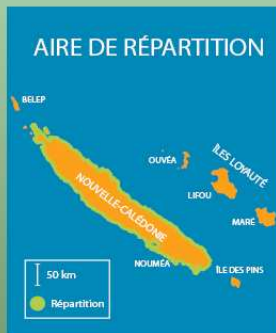 AIRE DE RÉPARTITION
BELEP
OUVÉA
ÎLES LOYAUTÉ
LIFOU
NOUVELLE-CALÉDONIE
MARÉ
NOUMÉA
ÎLE DES PINS
50 km
Répartition